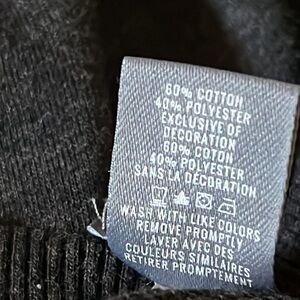 60% COTTON
40% POLYESTER
EXCLUSIVE OF
DECORATION
60% COTON
40% POLYESTER
SANS LA DÉCORATION
WASH WITH LIKE COLORS
REMOVE PROMPTLY
LAVER AVEC DES
COULEURS SIMILAIRES
RETIRER PROMPTEMENT